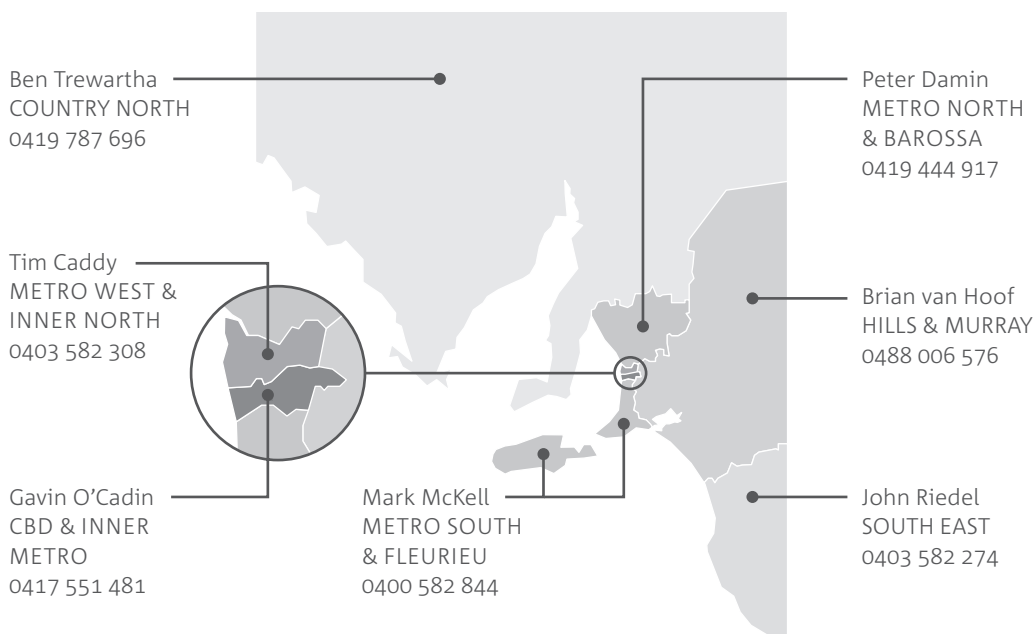 Ben Trewartha
COUNTRY NORTH
0419 787 696
Peter Damin
METRO NORTH
& BAROSSA
0419 444 917
Tim Caddy
METRO WEST &
INNER NORTH
0403 582 308
Brian van Hoof
HILLS & MURRAY
0488 006 576
Gavin O’Cadin
CBD & INNER
METRO
0417 551 481
Mark McKell
METRO SOUTH
& FLEURIEU
0400 582 844
John Riedel
SOUTH EAST
0403 582 274